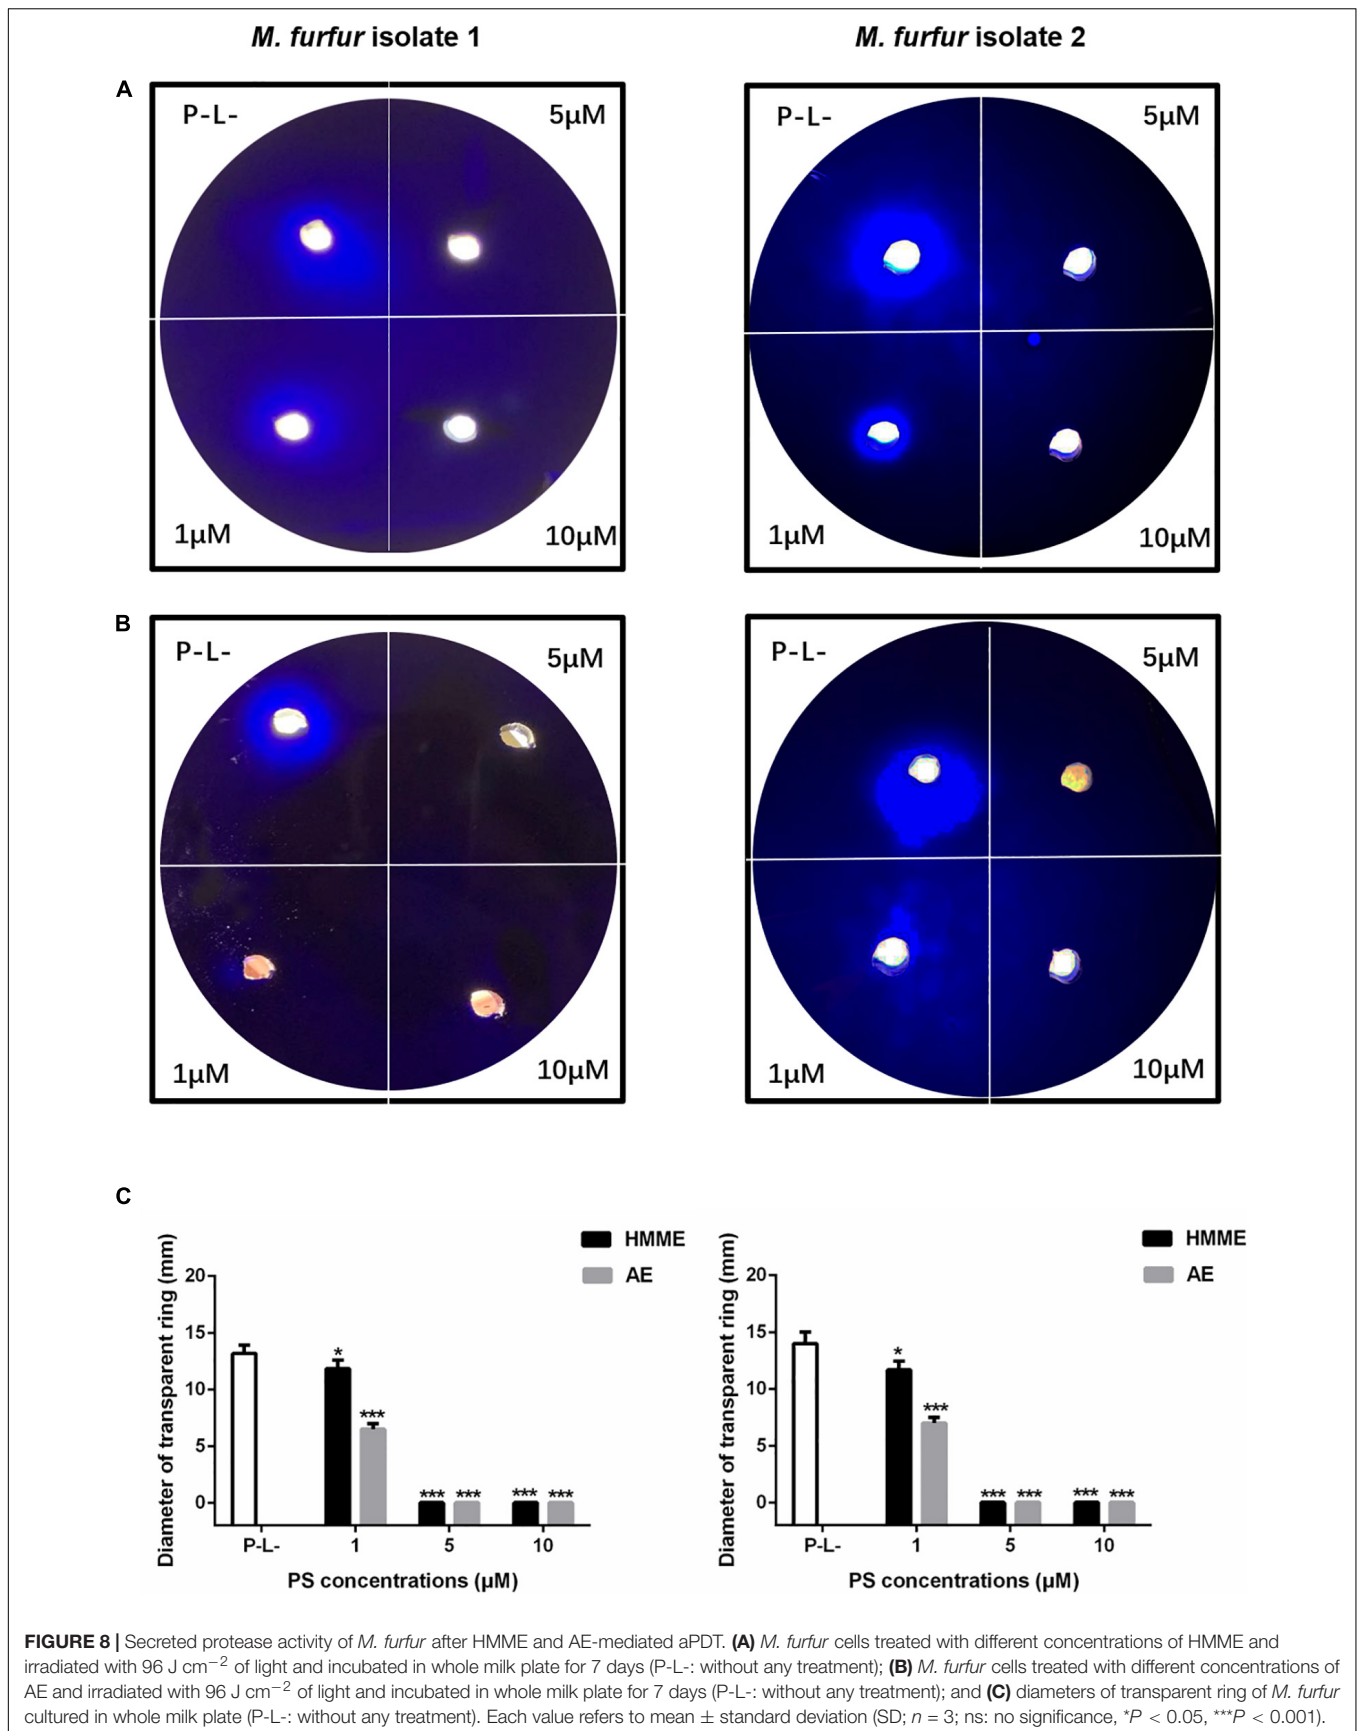 M. furfur isolate 1
M. furfur isolate 2
A
P-L-
5µM
1µM
10µM
P-L-
5µM
1µM
10µM
B
P-L-
5µM
1µM
10µM
P-L-
5µM
1µM
10µM
C
HMME
AE
Diameter of transparent ring (mm)
20
15
10
5
0
*
***
*** ***
*** ***
P-L- 1 5 10
PS concentrations (µM)
HMME
AE
Diameter of transparent ring (mm)
20
15
10
5
0
*
***
*** ***
*** ***
P-L- 1 5 10
PS concentrations (µM)
FIGURE 8 | Secreted protease activity of M. furfur after HMME and AE-mediated aPDT. (A) M. furfur cells treated with different concentrations of HMME and
irradiated with 96 J cm−2 of light and incubated in whole milk plate for 7 days (P-L-: without any treatment); (B) M. furfur cells treated with different concentrations of
AE and irradiated with 96 J cm−2 of light and incubated in whole milk plate for 7 days (P-L-: without any treatment); and (C) diameters of transparent ring of M. furfur
cultured in whole milk plate (P-L-: without any treatment). Each value refers to mean ± standard deviation (SD; n = 3; ns: no significance, *P < 0.05, ***P < 0.001).